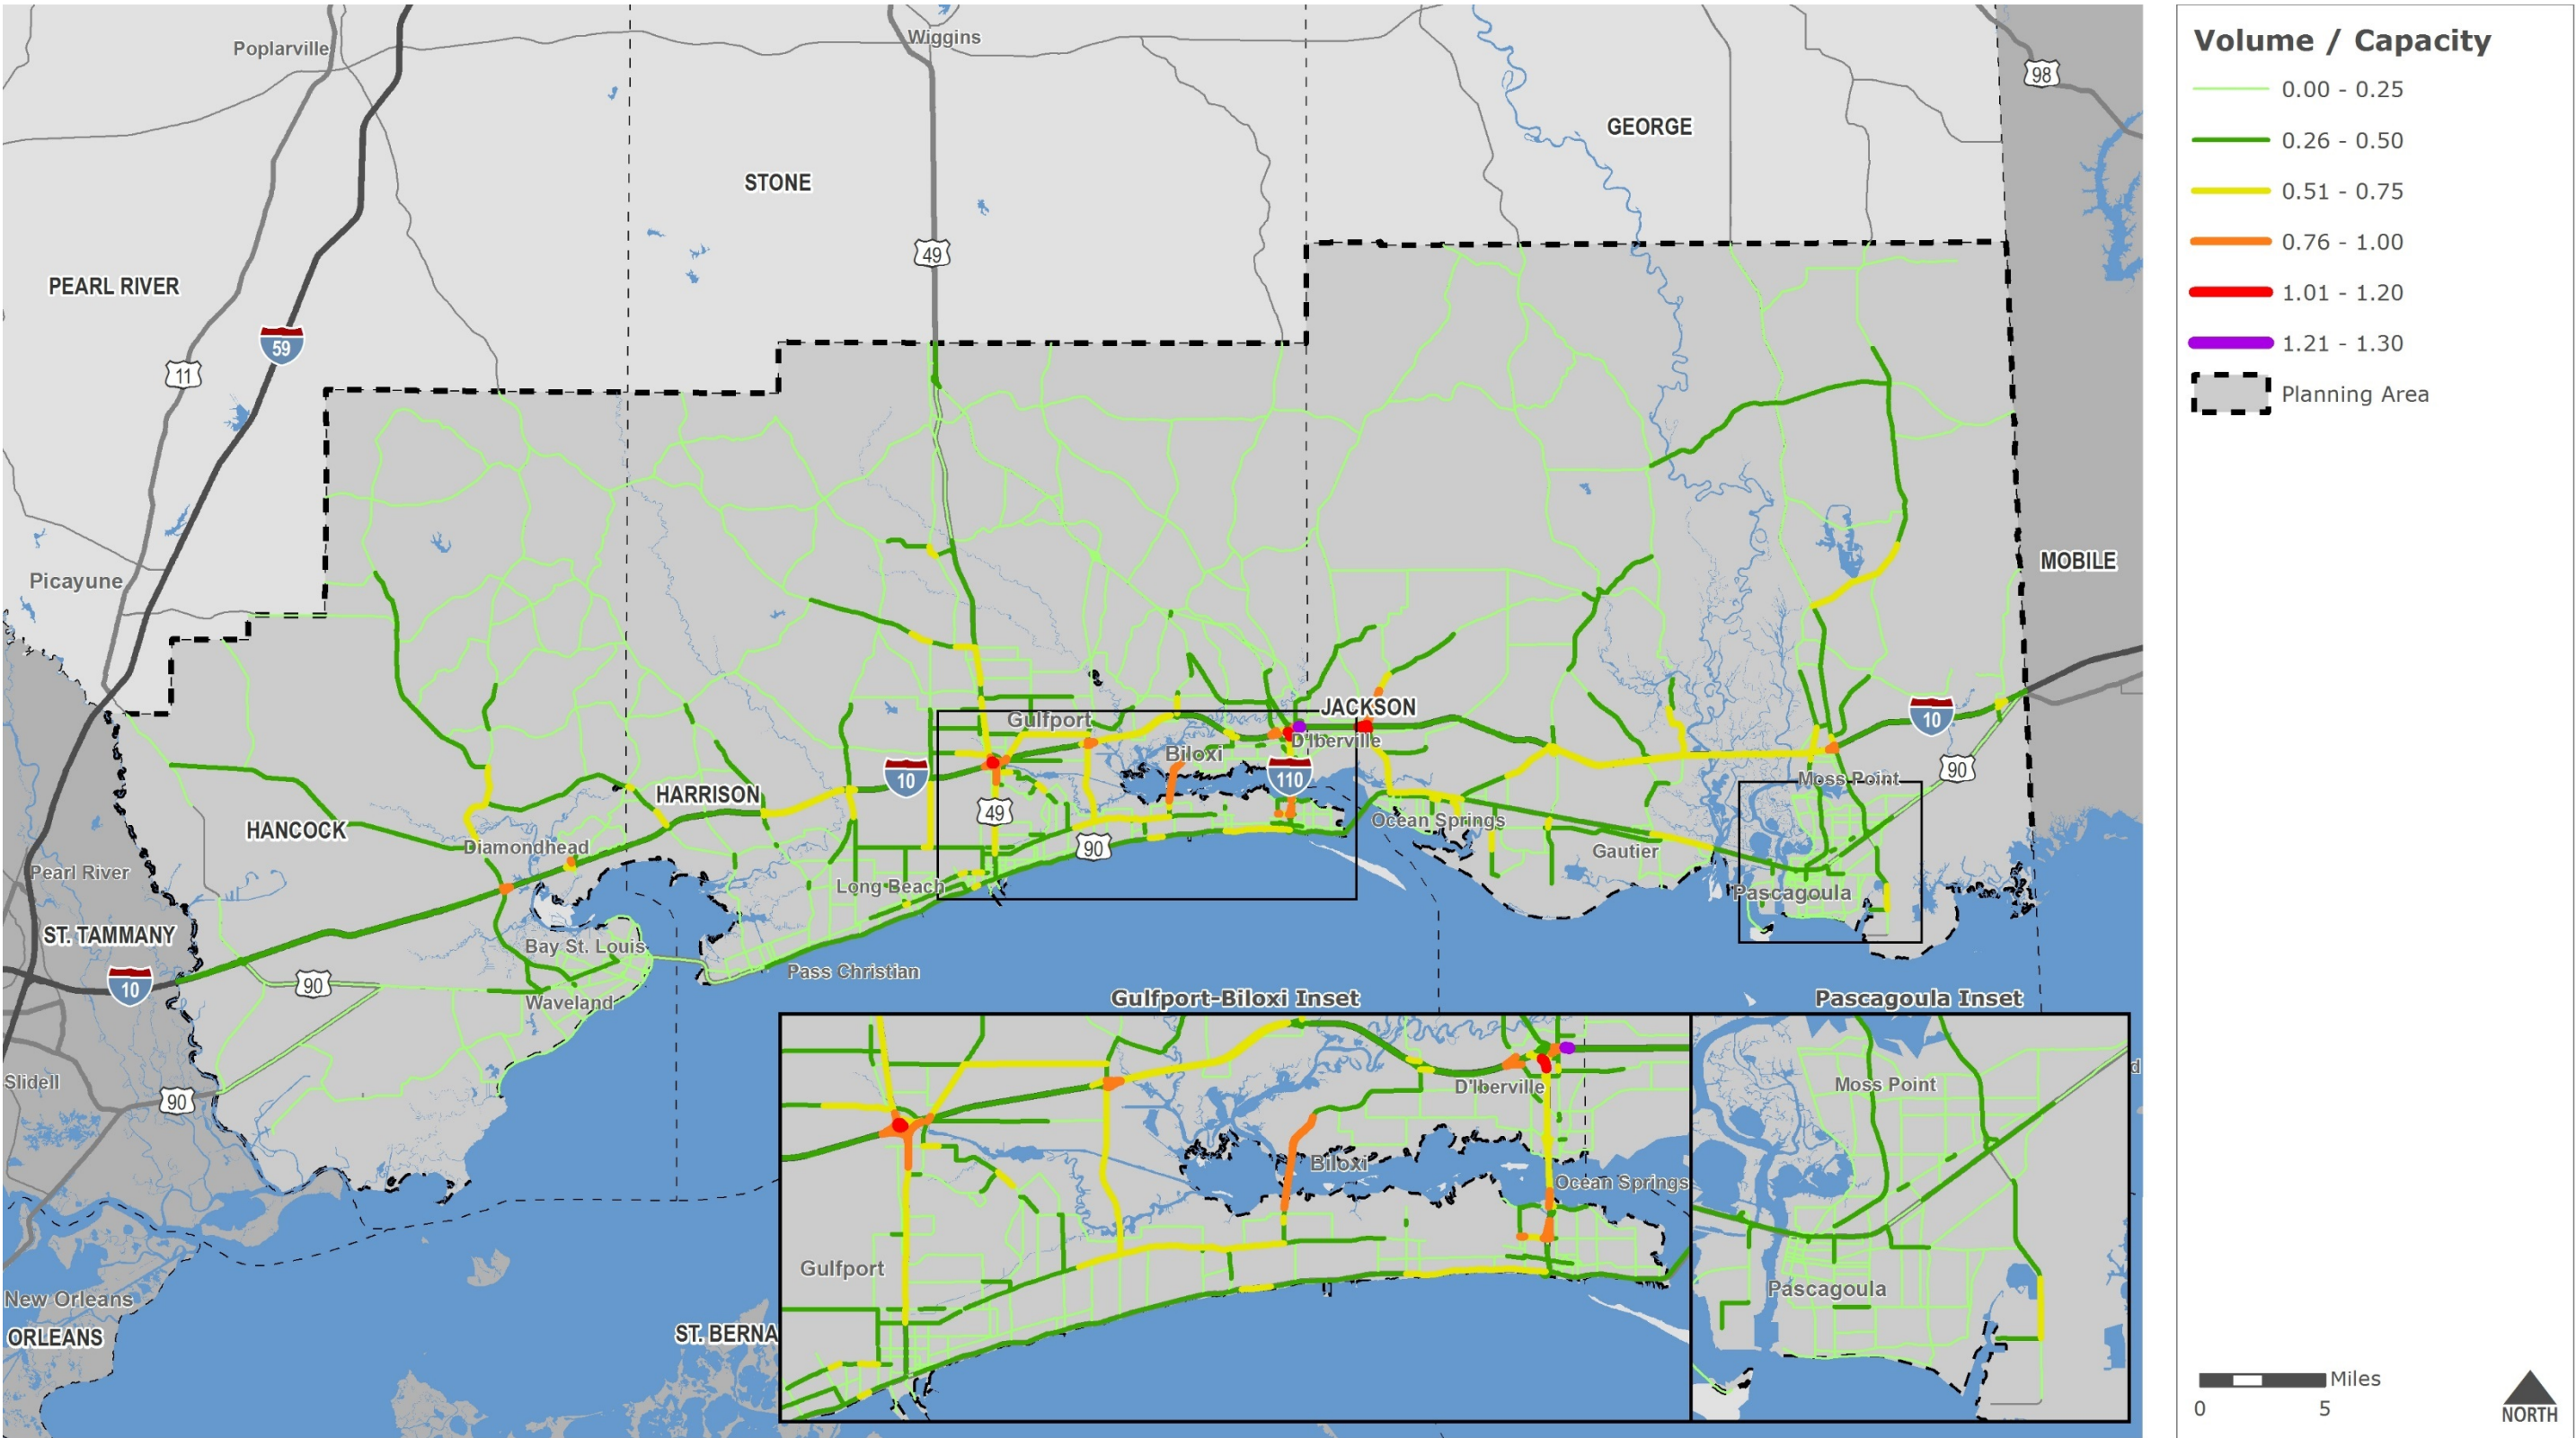 Poplarville
Wiggins
98
GEORGE
STONE
49
PEARL RIVER
59
11
Picayune
MOBILE
JACKSON
Gulfport
10
D'Iberville
Biloxi
10
110
90
Moss Point
HARRISON
49
HANCOCK
Ocean Springs
Diamondhead
90
Gautier
Pearl River
Long Beach
Pascagoula
ST. TAMMANY
Bay St. Louis
Pass Christian
10
90
Waveland
Slidell
90
New Orleans
ORLEANS
ST. BERNA
Gulfport-Biloxi Inset
D'Iberville
Biloxi
Ocean Springs
Gulfport
Pascagoula Inset
Moss Point
d
Pascagoula
Volume / Capacity
0.00 - 0.25
0.26 - 0.50
0.51 - 0.75
0.76 - 1.00
1.01 - 1.20
1.21 - 1.30
Planning Area
Miles
0 5
NORTH